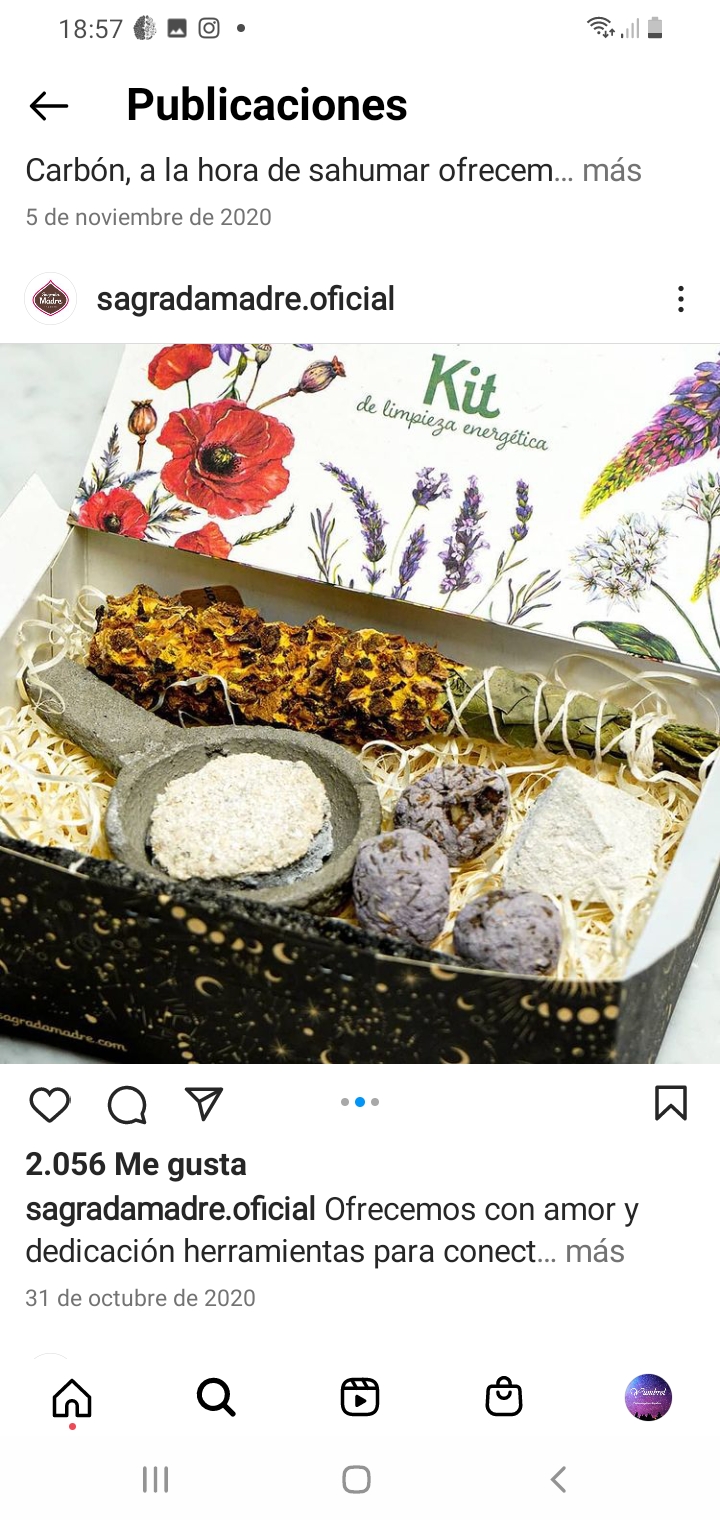 18:57
Publicaciones
Carbón, a la hora de sahumar ofrecem... más
5 de noviembre de 2020
Sagrada
Madre
sagradamadre.oficial
Kit
de limpieza energética
sagradamadre.com
2.056 Me gusta
sagradamadre.oficial Ofrecemos con amor y
dedicación herramientas para conect... más
31 de octubre de 2020